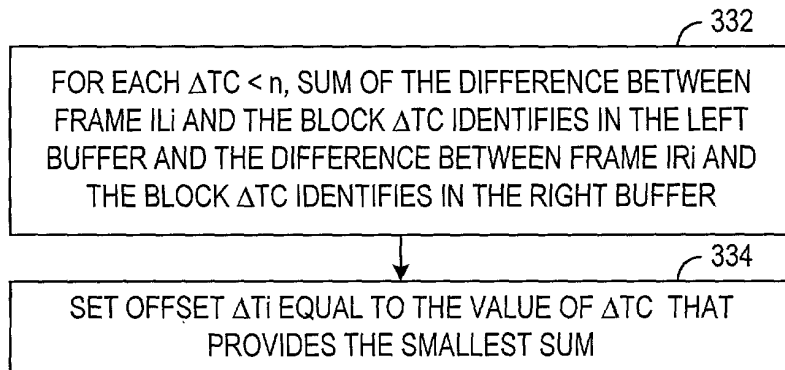 332
FOR EACH ΔTC < n, SUM OF THE DIFFERENCE BETWEEN
FRAME ILi AND THE BLOCK ΔTC IDENTIFIES IN THE LEFT
BUFFER AND THE DIFFERENCE BETWEEN FRAME IRi AND
THE BLOCK ΔTC IDENTIFIES IN THE RIGHT BUFFER
334
SET OFFSET ΔTi EQUAL TO THE VALUE OF ΔTC THAT
PROVIDES THE SMALLEST SUM